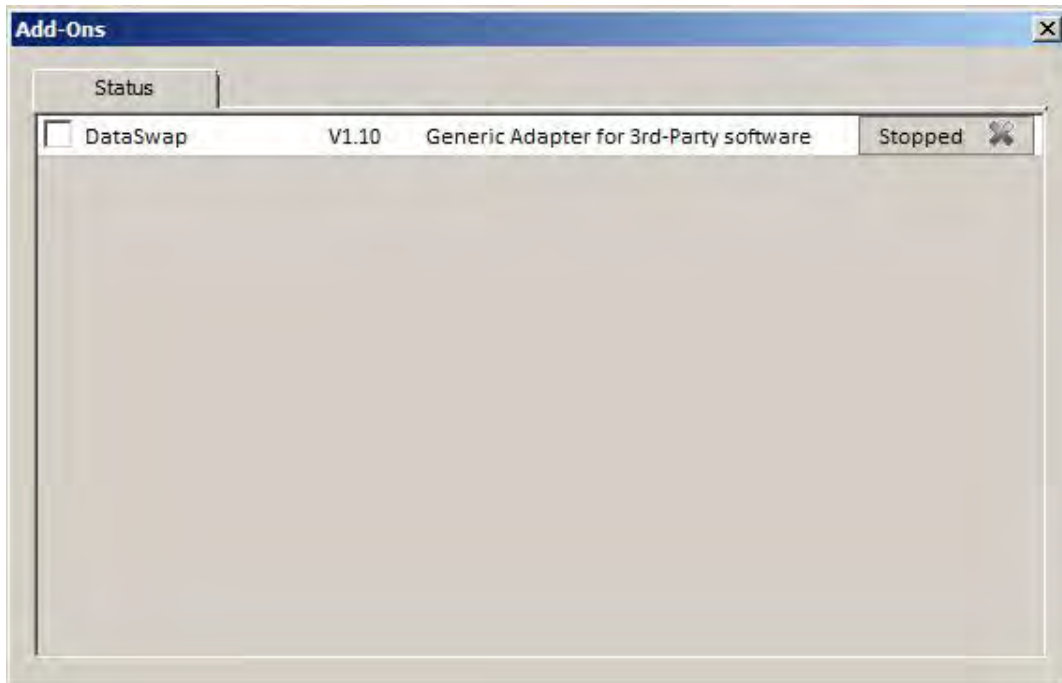 Add-Ons
Status
DataSwap V1.10 Generic Adapter for 3rd-Party software Stopped